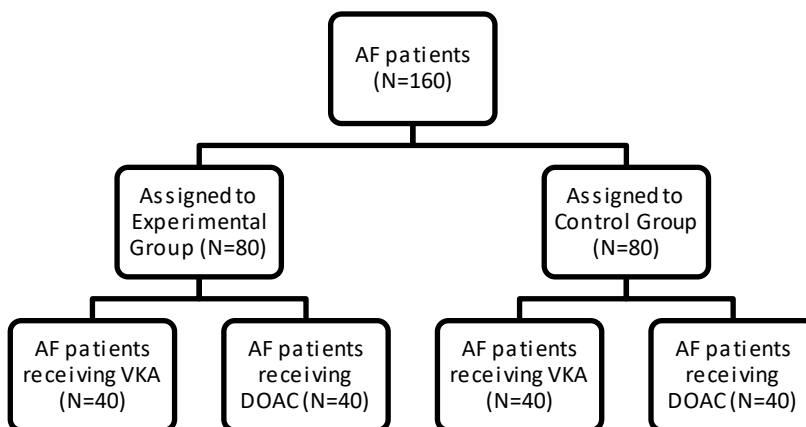 AF patients
(N=160)
Assigned to
Experimental
Group (N=80)
Assigned to
Control Group
(N=80)
AF patients
receiving VKA
(N=40)
AF patients
receiving
DOAC (N=40)
AF patients
receiving VKA
(N=40)
AF patients
receiving
DOAC (N=40)